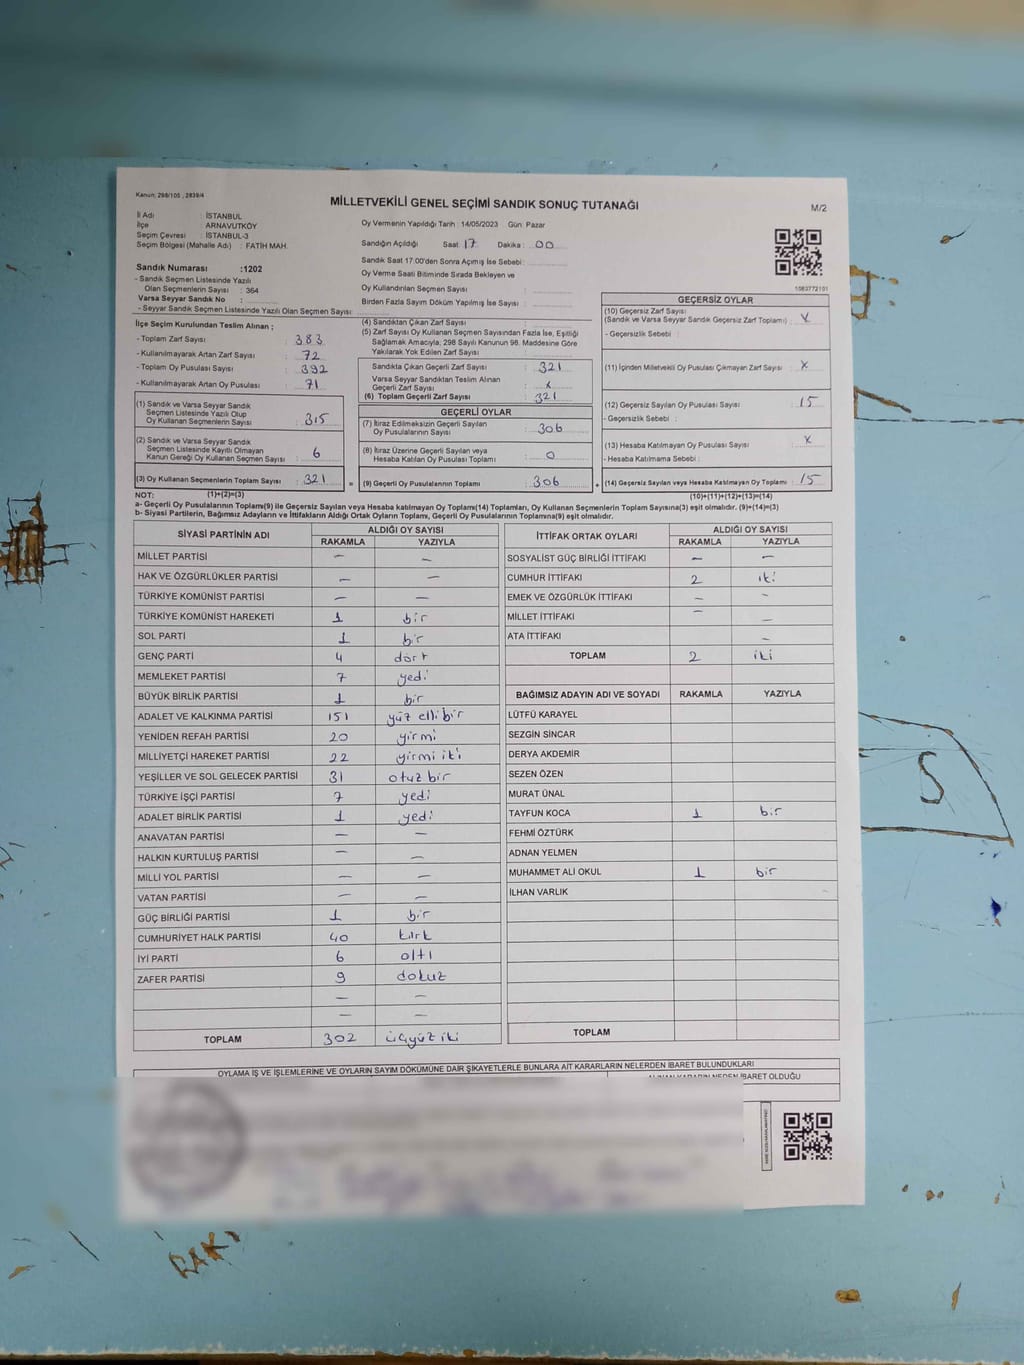 Kanun: 298/105 , 2839/4
MİLLETVEKİLİ GENEL SEÇİMİ SANDIK SONUÇ TUTANAĞI
M/2
İl Adı : İSTANBUL
İlçe : ARNAVUTKÖY
Seçim Çevresi : İSTANBUL-3
Seçim Bölgesi (Mahalle Adı) : FATİH MAH.
Oy Vermenin Yapıldığı Tarih : 14/05/2023 Gün: Pazar
Sandığın Açıldığı Saat: 17 Dakika : 00
Sandık Saat 17:00'den Sonra Açımış İse Sebebi:
Oy Verme Saati Bitiminde Sırada Bekleyen ve
Oy Kullandırılan Seçmen Sayısı :
Birden Fazla Sayım Döküm Yapılmış İse Sayısı :
1083772101
Sandık Numarası :1202
- Sandık Seçmen Listesinde Yazılı
Olan Seçmenlerin Sayısı : 364
Varsa Seyyar Sandık No :
- Seyyar Sandık Seçmen Listesinde Yazılı Olan Seçmen Sayısı:
İlçe Seçim Kurulundan Teslim Alınan ;
- Toplam Zarf Sayısı : 383
- Kullanılmayarak Artan Zarf Sayısı : 72
- Toplam Oy Pusulası Sayısı : 392
- Kullanılmayarak Artan Oy Pusulası : 71
(1) Sandık ve Varsa Seyyar Sandık
Seçmen Listesinde Yazılı Olup
Oy Kullanan Seçmenlerin Sayısı : 315
(2) Sandık ve Varsa Seyyar Sandık
Seçmen Listesinde Kayıtlı Olmayan
Kanun Gereği Oy Kullanan Seçmen Sayısı : 6
(3) Oy Kullanan Seçmenlerin Toplam Sayısı : 321
(4) Sandıktan Çıkan Zarf Sayısı :
(5) Zarf Sayısı Oy Kullanan Seçmen Sayısından Fazla İse, Eşitliği
Sağlamak Amacıyla; 298 Sayılı Kanunun 98. Maddesine Göre
Yakılarak Yok Edilen Zarf Sayısı :
Sandıkta Çıkan Geçerli Zarf Sayısı : 321
Varsa Seyyar Sandıktan Teslim Alınan
Geçerli Zarf Sayısı : x
(6) Toplam Geçerli Zarf Sayısı : 321
GEÇERLİ OYLAR
(7) İtiraz Edilmeksizin Geçerli Sayılan
Oy Pusulalarının Sayısı : 306
(8) İtiraz Üzerine Geçerli Sayılan veya
Hesaba Katılan Oy Pusulası Toplamı : 0
= (9) Geçerli Oy Pusulalarının Toplamı : 306 +
GEÇERSİZ OYLAR
(10) Geçersiz Zarf Sayısı
(Sandık ve Varsa Seyyar Sandık Geçersiz Zarf Toplamı) : x
- Geçersizlik Sebebi :
(11) İçinden Milletvekili Oy Pusulası Çıkmayan Zarf Sayısı : x
(12) Geçersiz Sayılan Oy Pusulası Sayısı : 15
- Geçersizlik Sebebi :
(13) Hesaba Katılmayan Oy Pusulası Sayısı : x
- Hesaba Katılmama Sebebi :
(14) Geçersiz Sayılan veya Hesaba Katılmayan Oy Toplamı : 15
NOT: (1)+(2)=(3) (10)+(11)+(12)+(13)=(14)
a- Geçerli Oy Pusulalarının Toplamı(9) ile Geçersiz Sayılan veya Hesaba katılmayan Oy Toplamı(14) Toplamları, Oy Kullanan Seçmenlerin Toplam Sayısına(3) eşit olmalıdır. (9)+(14)=(3)
b- Siyasi Partilerin, Bağımsız Adayların ve İttifakların Aldığı Ortak Oyların Toplamı, Geçerli Oy Pusulalarının Toplamına(9) eşit olmalıdır.
SİYASİ PARTİNİN ADI ALDIĞI OY SAYISI
RAKAMLA YAZIYLA
MİLLET PARTİSİ – –
HAK VE ÖZGÜRLÜKLER PARTİSİ – –
TÜRKİYE KOMÜNİST PARTİSİ – –
TÜRKİYE KOMÜNİST HAREKETİ 1 bir
SOL PARTİ 1 bir
GENÇ PARTİ 4 dört
MEMLEKET PARTİSİ 7 yedi
BÜYÜK BİRLİK PARTİSİ 1 bir
ADALET VE KALKINMA PARTİSİ 151 yüz elli bir
YENİDEN REFAH PARTİSİ 20 yirmi
MİLLİYETÇİ HAREKET PARTİSİ 22 yirmi iki
YEŞİLLER VE SOL GELECEK PARTİSİ 31 otuz bir
TÜRKİYE İŞÇİ PARTİSİ 7 yedi
ADALET BİRLİK PARTİSİ 1 yedi
ANAVATAN PARTİSİ – –
HALKIN KURTULUŞ PARTİSİ – –
MİLLİ YOL PARTİSİ – –
VATAN PARTİSİ – –
GÜÇ BİRLİĞİ PARTİSİ 1 bir
CUMHURİYET HALK PARTİSİ 40 kırk
İYİ PARTİ 6 altı
ZAFER PARTİSİ 9 dokuz
– –
– –
TOPLAM 302 üçyüz iki
İTTİFAK ORTAK OYLARI ALDIĞI OY SAYISI
RAKAMLA YAZIYLA
SOSYALİST GÜÇ BİRLİĞİ İTTİFAKI – –
CUMHUR İTTİFAKI 2 iki
EMEK VE ÖZGÜRLÜK İTTİFAKI – –
MİLLET İTTİFAKI – –
ATA İTTİFAKI –
TOPLAM 2 iki
BAĞIMSIZ ADAYIN ADI VE SOYADI RAKAMLA YAZIYLA
LÜTFÜ KARAYEL
SEZGİN SİNCAR
DERYA AKDEMİR
SEZEN ÖZEN
MURAT ÜNAL
TAYFUN KOCA 1 bir
FEHMİ ÖZTÜRK
ADNAN YELMEN
MUHAMMET ALİ OKUL 1 bir
İLHAN VARLIK
TOPLAM
OYLAMA İŞ VE İŞLEMLERİNE VE OYLARIN SAYIM DÖKÜMÜNE DAİR ŞİKAYETLERLE BUNLARA AİT KARARLARIN NELERDEN İBARET BULUNDUKLARI
ALINAN KARARIN NEDEN İBARET OLDUĞU
S
RAKI